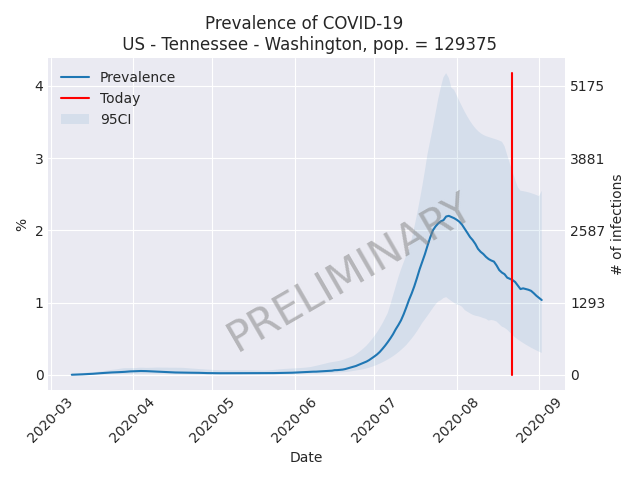 Prevalence of COVID-19
US - Tennessee - Washington, pop. = 129375
Prevalence
Today
95CI
PRELIMINARY
%
4
3
2
1
0
5175
3881
2587
1293
0
# of infections
2020-03
2020-04
2020-05
2020-06
2020-07
2020-08
2020-09
Date